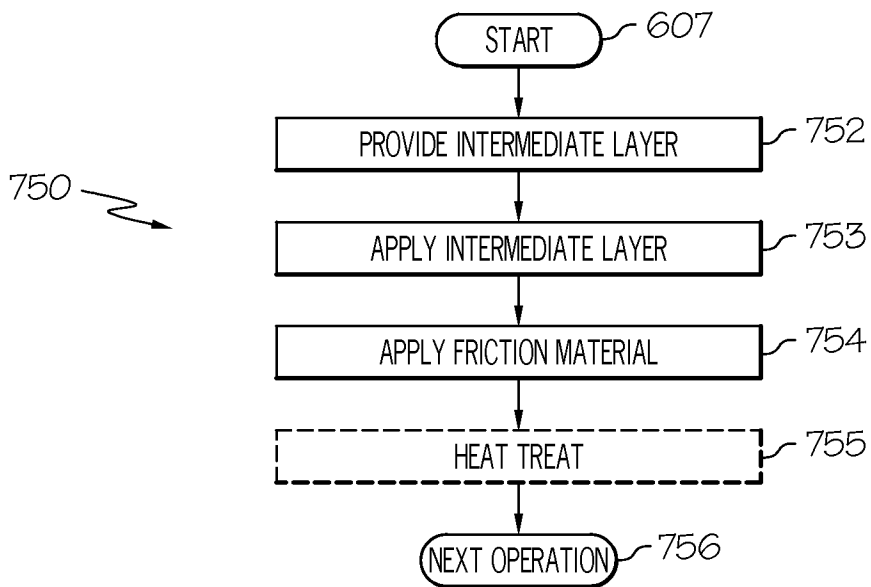 START 607
PROVIDE INTERMEDIATE LAYER 752
750
APPLY INTERMEDIATE LAYER 753
APPLY FRICTION MATERIAL 754
HEAT TREAT 755
NEXT OPERATION 756